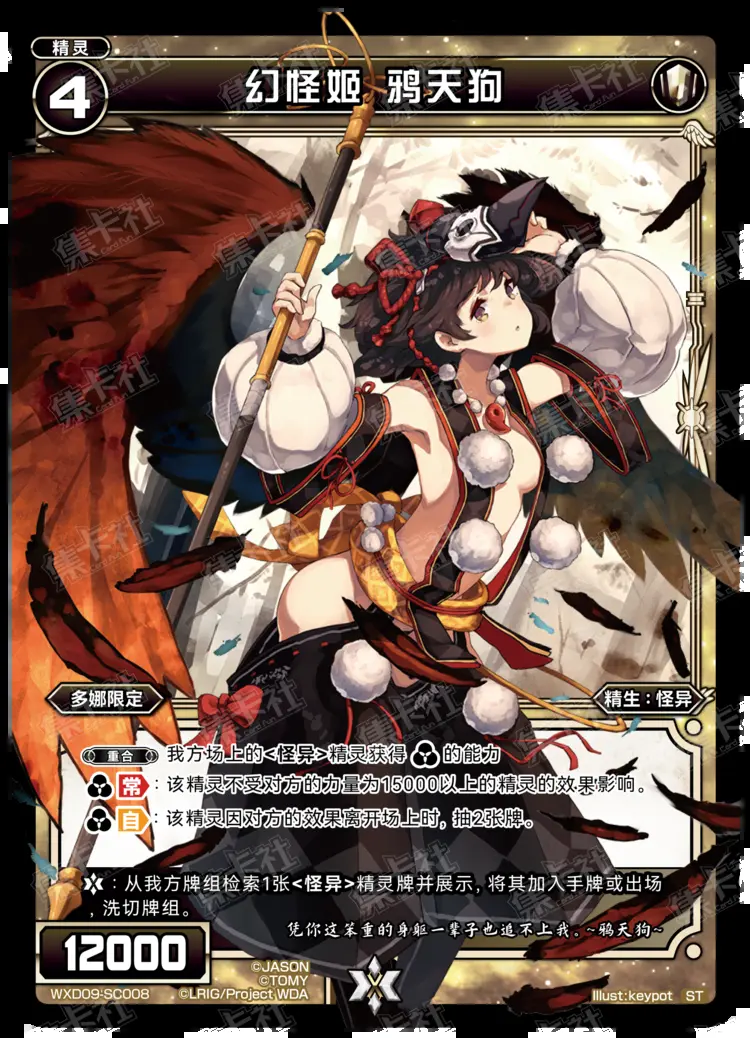 精灵
4
幻怪姬 鸦天狗
多娜限定
精生：怪异
重合 我方场上的<怪异>精灵获得 的能力
常：该精灵不受对方的力量为15000以上的精灵的效果影响。
自：该精灵因对方的效果离开场上时，抽2张牌。
：从我方牌组检索1张<怪异>精灵牌并展示，将其加入手牌或出场
，洗切牌组。
凭你这笨重的身躯一辈子也追不上我。~鸦天狗~
12000
©JASON
©TOMY
WXD09-SC008 ©LRIG/Project WDA
Illust:keypot ST
集卡社